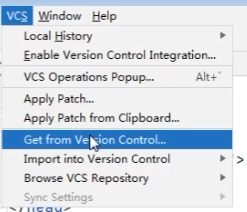 VCS Window Help
Local History
Enable Version Control Integration...
VCS Operations Popup... Alt+`
Apply Patch...
Apply Patch from Clipboard...
Get from Version Control...
Import into Version Control
Browse VCS Repository
Sync Settings
</head>